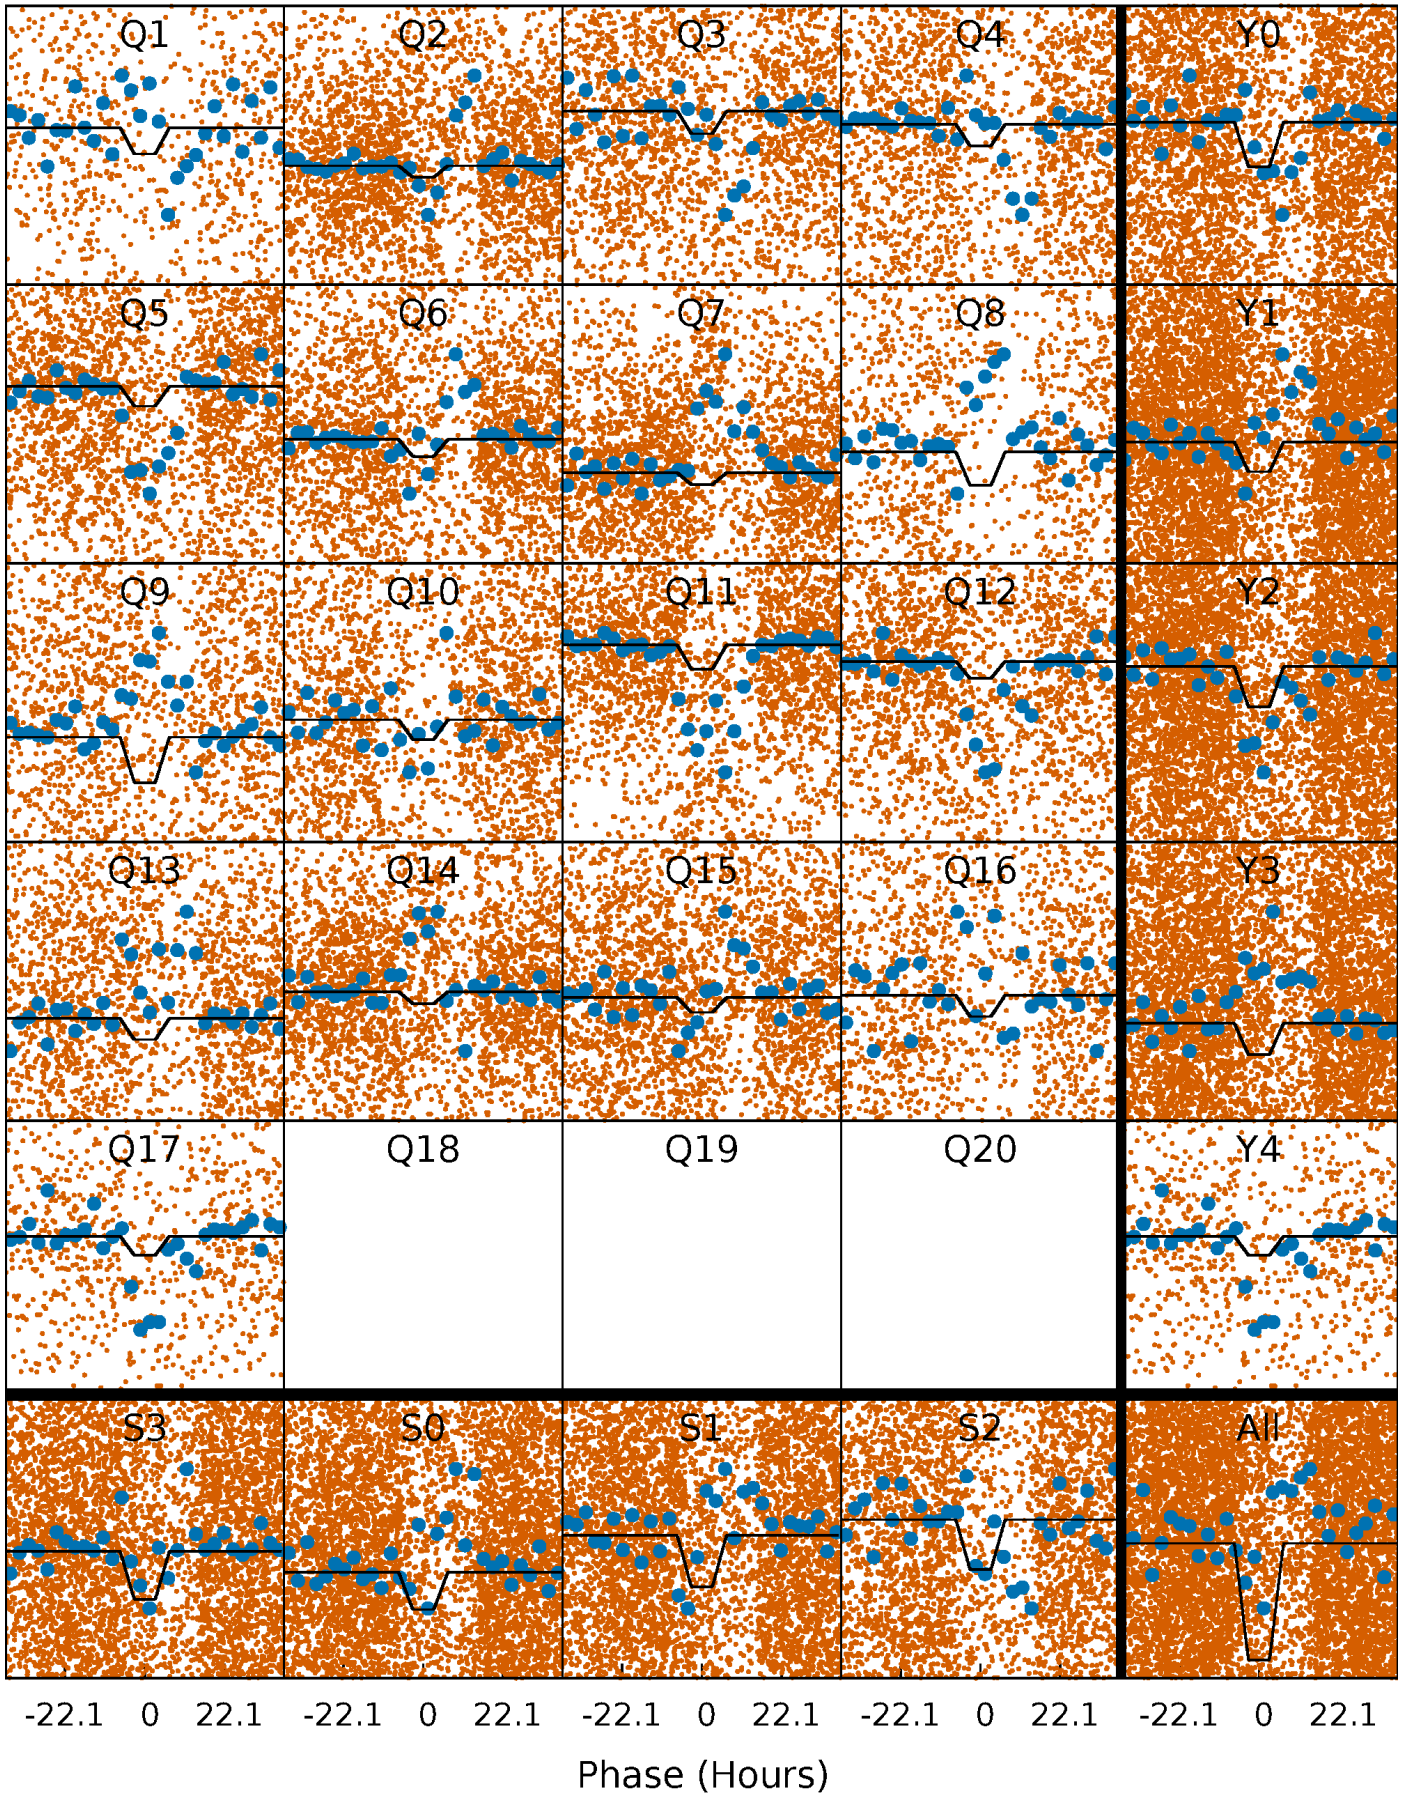 Q1 Q2 Q3 Q4 Y0
Q5 Q6 Q7 Q8 Y1
Q9 Q10 Q11 Q12 Y2
Q13 Q14 Q15 Q16 Y3
Q17 Q18 Q19 Q20 Y4
S3 S0 S1 S2 All
-22.1 0 22.1 -22.1 0 22.1 -22.1 0 22.1 -22.1 0 22.1 -22.1 0 22.1
Phase (Hours)